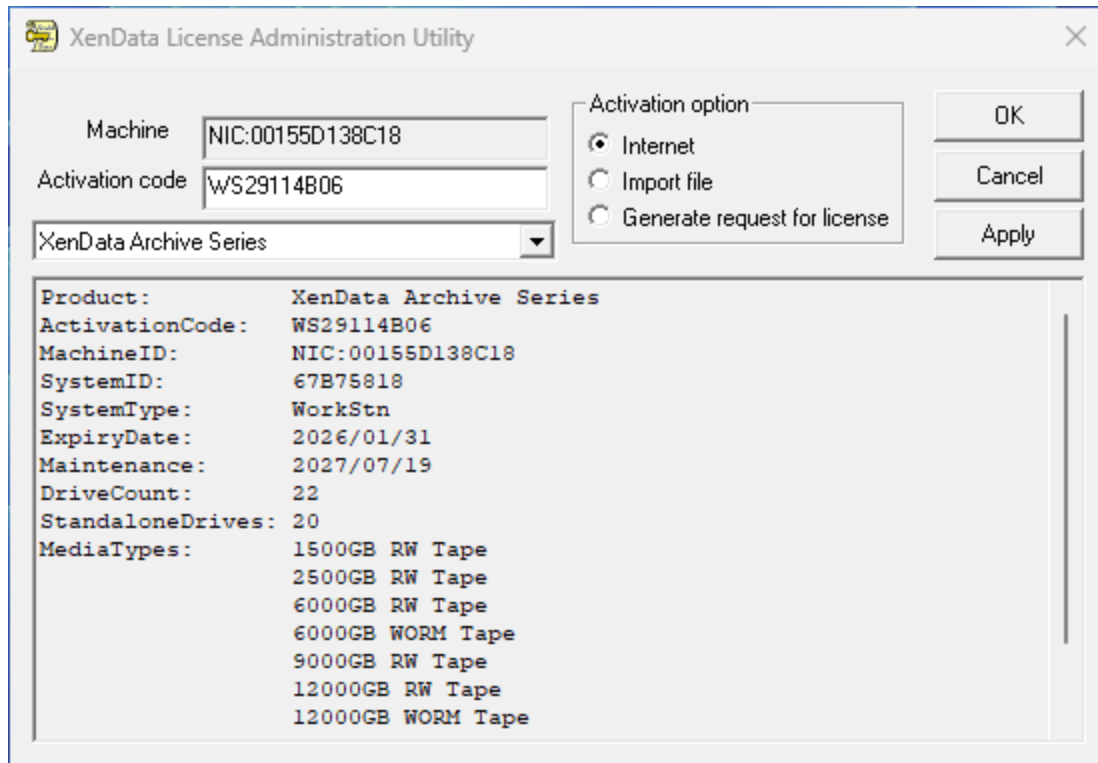 XenData License Administration Utility
Machine NIC:00155D138C18
Activation code WS29114B06
XenData Archive Series
Activation option
Internet
Import file
Generate request for license
OK
Cancel
Apply
Product: XenData Archive Series
ActivationCode: WS29114B06
MachineID: NIC:00155D138C18
SystemID: 67B75818
SystemType: WorkStn
ExpiryDate: 2026/01/31
Maintenance: 2027/07/19
DriveCount: 22
StandaloneDrives: 20
MediaTypes: 1500GB RW Tape
2500GB RW Tape
6000GB RW Tape
6000GB WORM Tape
9000GB RW Tape
12000GB RW Tape
12000GB WORM Tape